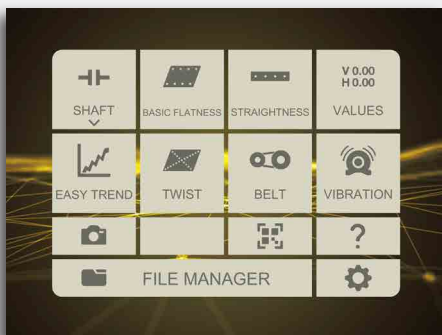 V 0.00
H 0.00
SHAFT
BASIC FLATNESS
STRAIGHTNESS
VALUES
EASY TREND
TWIST
BELT
VIBRATION
?
FILE MANAGER